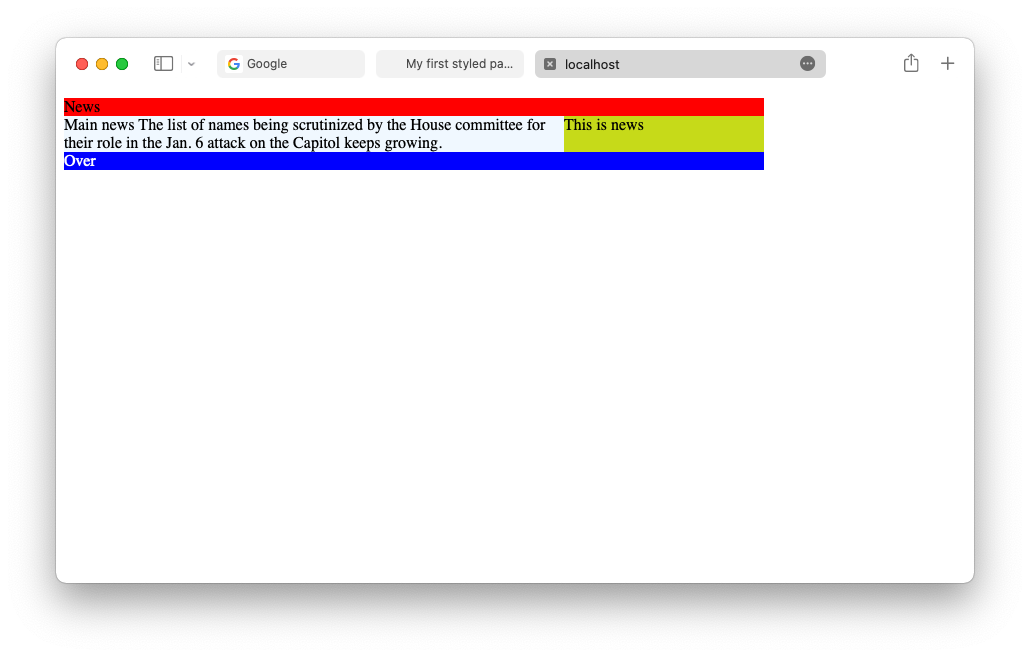 Google
My first styled pa...
localhost
News
Main news The list of names being scrutinized by the House committee for
their role in the Jan. 6 attack on the Capitol keeps growing.
This is news
Over